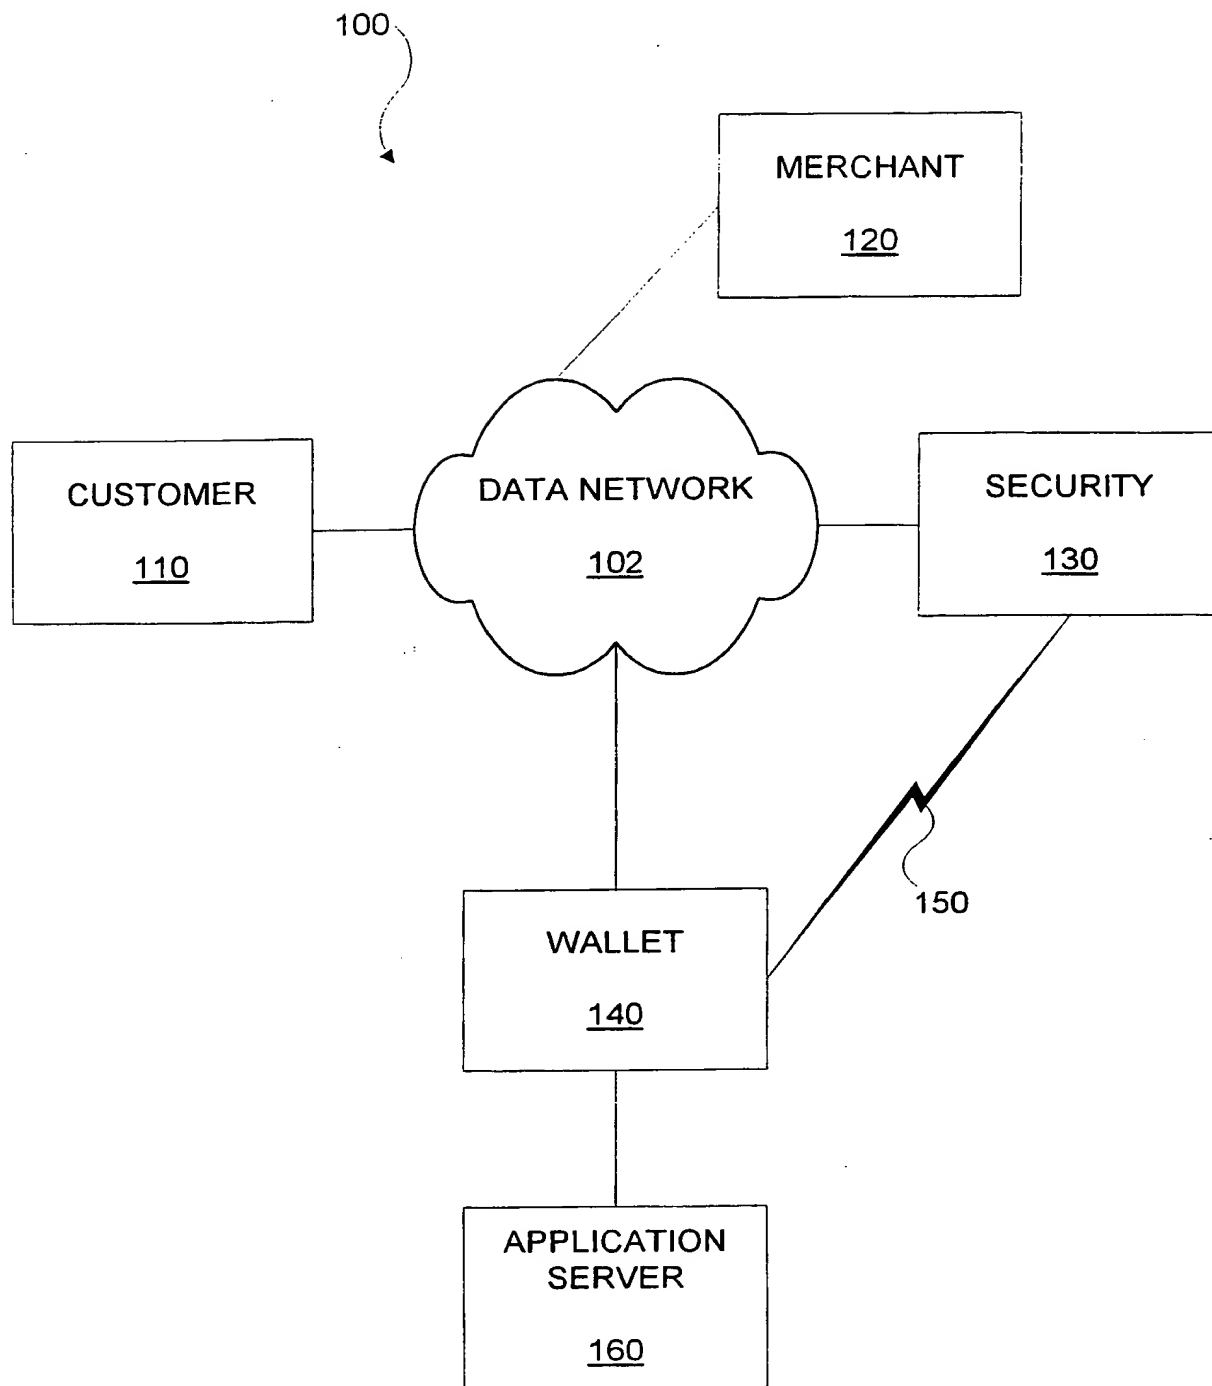 100
MERCHANT
120
CUSTOMER
110
DATA NETWORK
102
SECURITY
130
150
WALLET
140
APPLICATION
SERVER
160